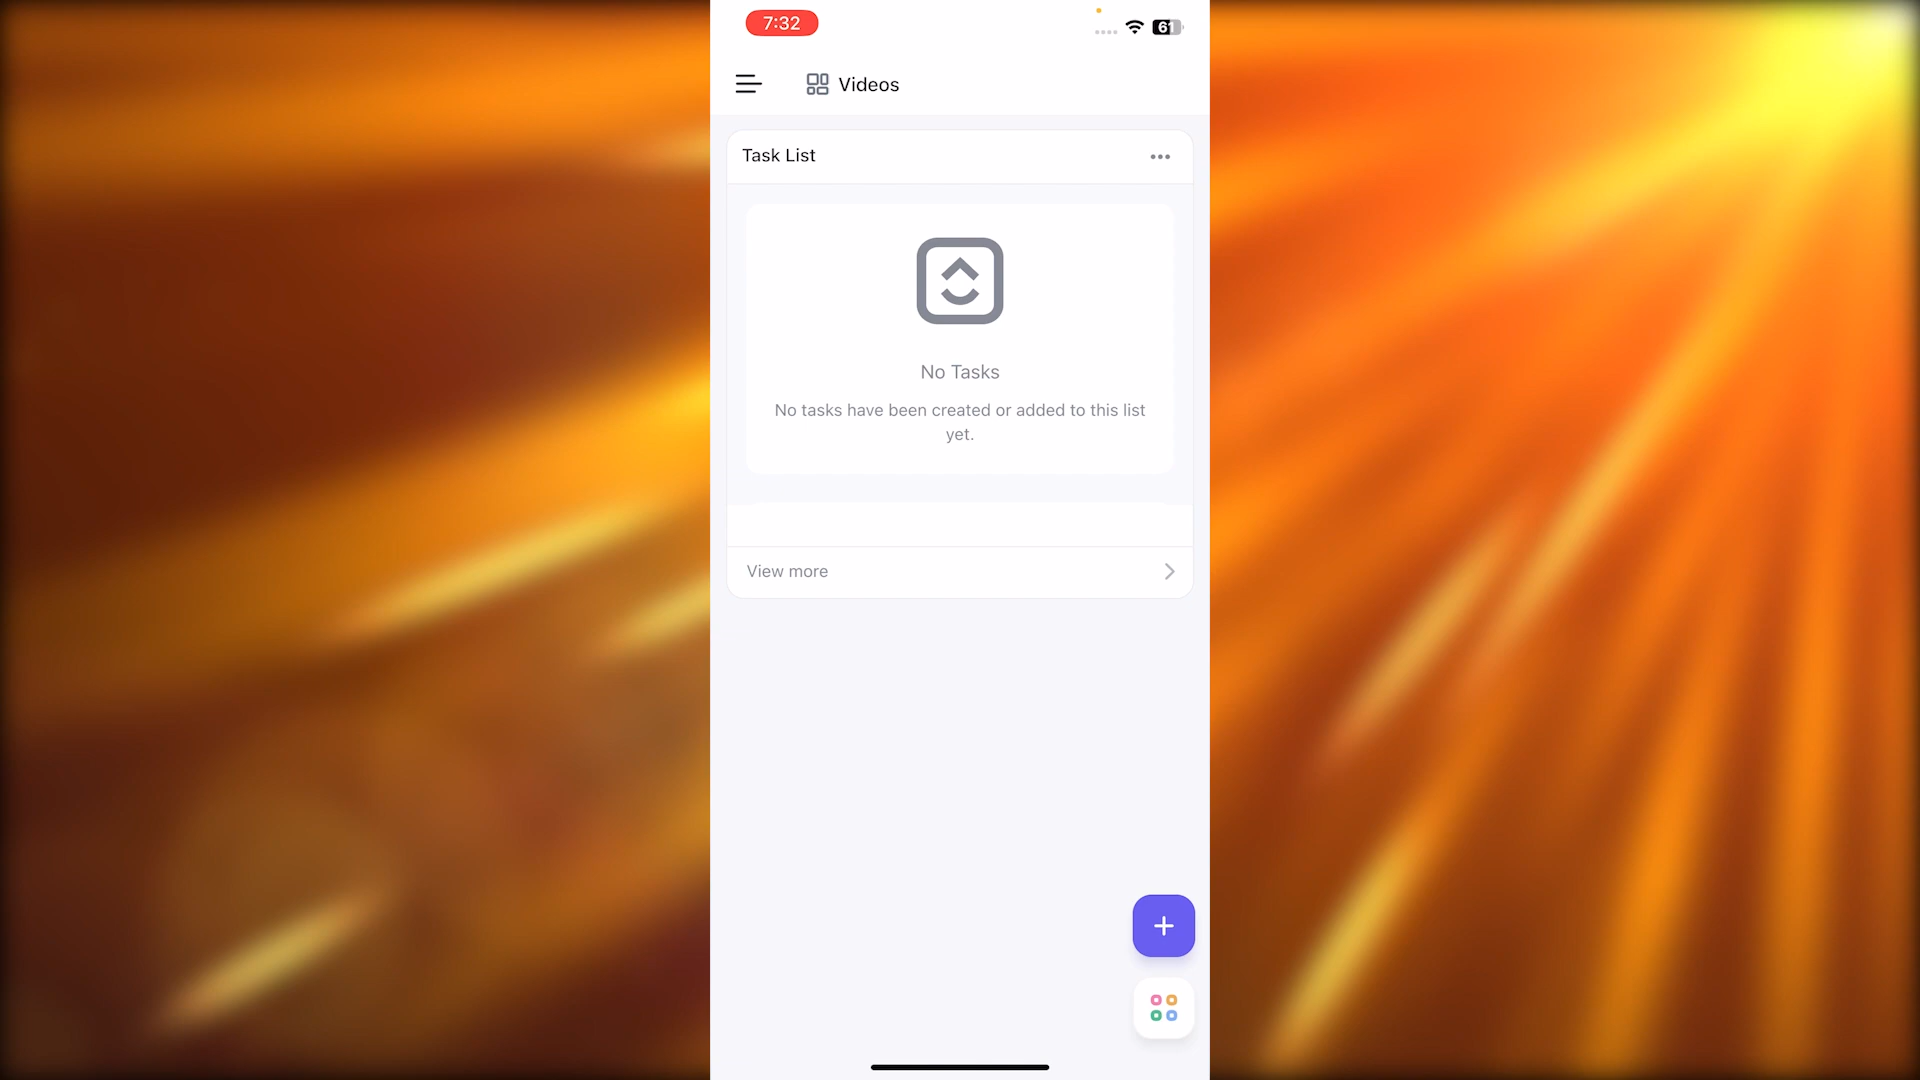 7:32
61
Videos
Task List
No Tasks
No tasks have been created or added to this list
yet.
View more